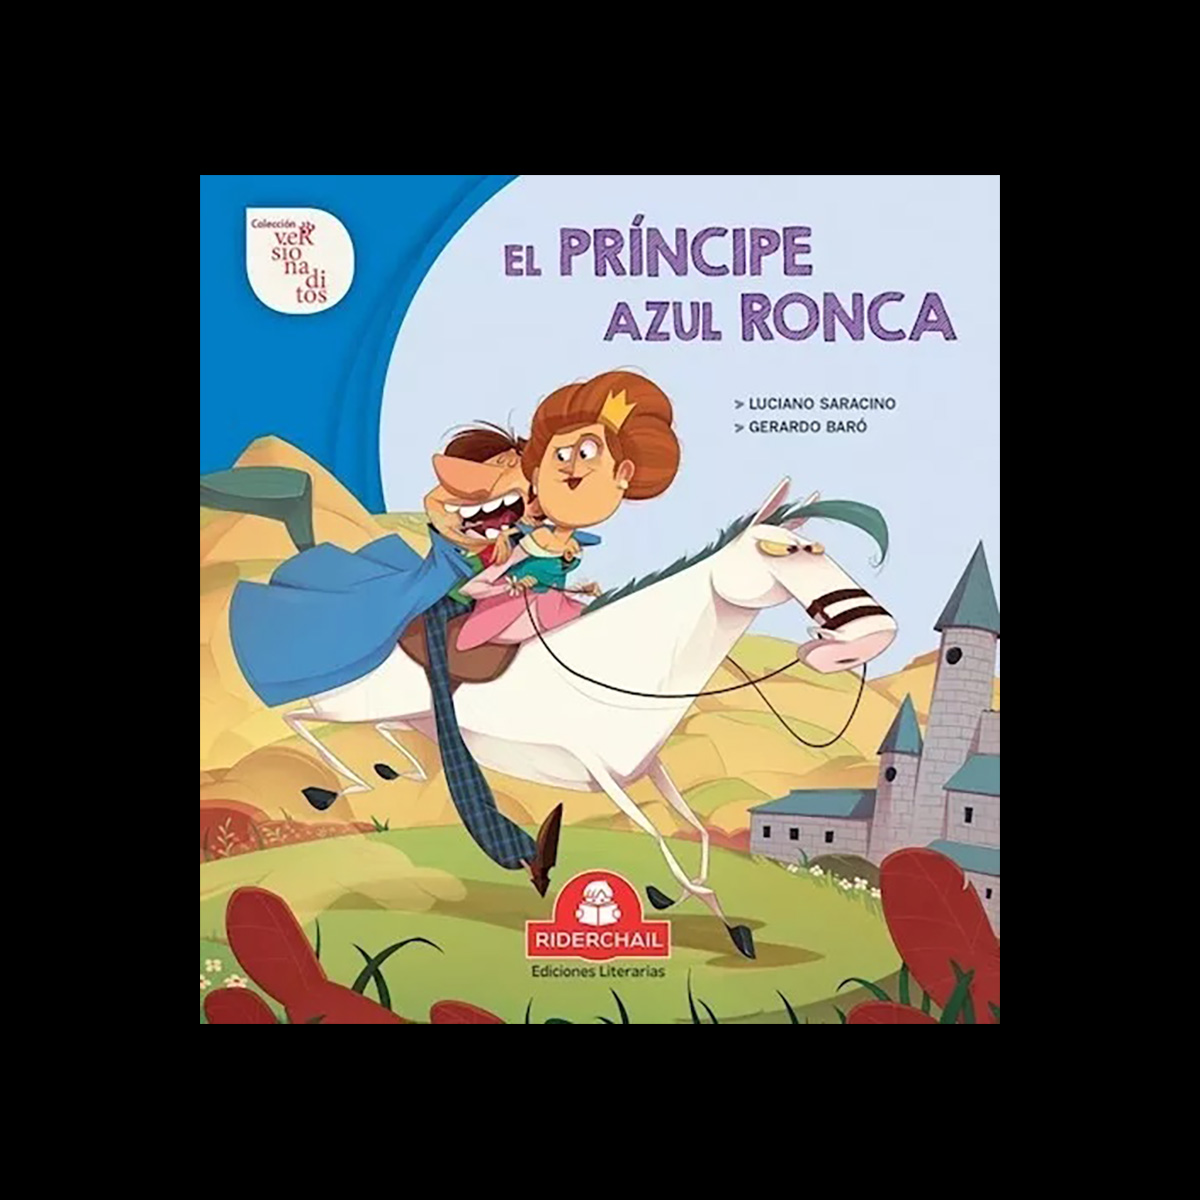 Colección
veR
sio
na
di
tos
EL PRÍNCIPE
AZUL RONCA
> LUCIANO SARACINO
> GERARDO BARÓ
RIDERCHAIL
Ediciones Literarias